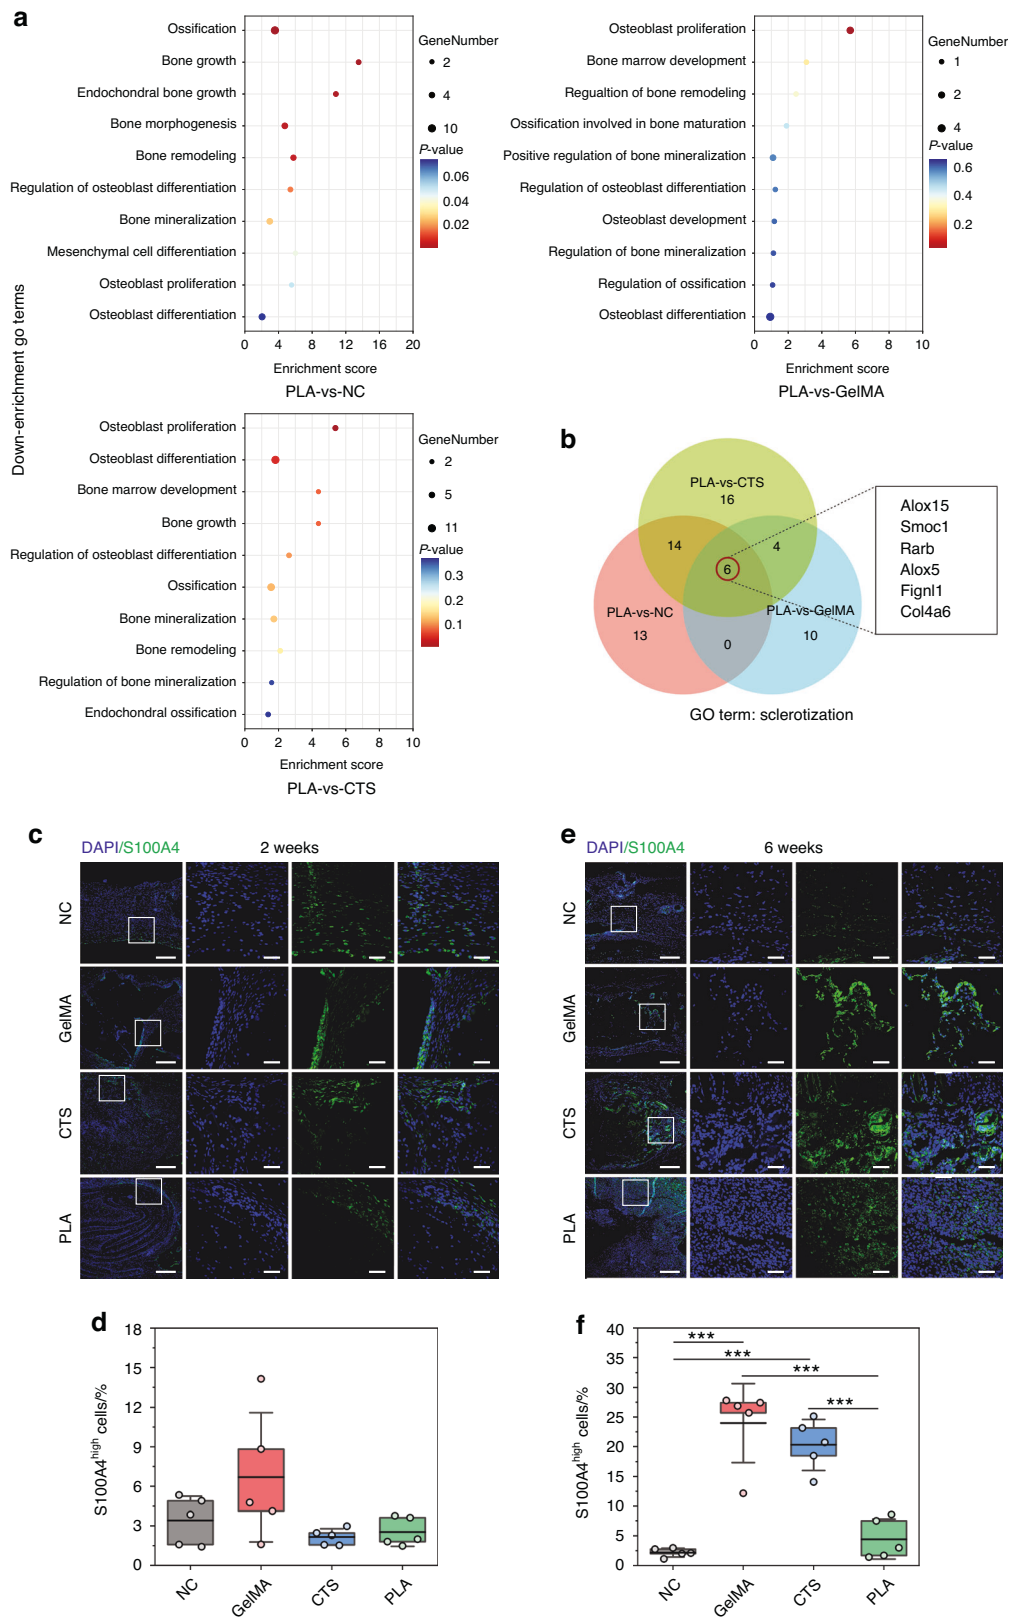 a
Down-enrichment go terms
Ossification
Bone growth
Endochondral bone growth
Bone morphogenesis
Bone remodeling
Regulation of osteoblast differentiation
Bone mineralization
Mesenchymal cell differentiation
Osteoblast proliferation
Osteoblast differentiation
0 4 8 12 16 20
Enrichment score
PLA-vs-NC
GeneNumber
2
4
10
P-value
0.06
0.04
0.02
Osteoblast proliferation
Bone marrow development
Regualtion of bone remodeling
Ossification involved in bone maturation
Positive regulation of bone mineralization
Regulation of osteoblast differentiation
Osteoblast development
Regulation of bone mineralization
Regulation of ossification
Osteoblast differentiation
0 2 4 6 8 10
Enrichment score
PLA-vs-GelMA
GeneNumber
1
2
4
P-value
0.6
0.4
0.2
Osteoblast proliferation
Osteoblast differentiation
Bone marrow development
Bone growth
Regulation of osteoblast differentiation
Ossification
Bone mineralization
Bone remodeling
Regulation of bone mineralization
Endochondral ossification
0 2 4 6 8 10
Enrichment score
PLA-vs-CTS
GeneNumber
2
5
11
P-value
0.3
0.2
0.1
b
PLA-vs-CTS
16
14
4
6
PLA-vs-NC
13
PLA-vs-GelMA
10
0
Alox15
Smoc1
Rarb
Alox5
Fignl1
Col4a6
GO term: sclerotization
c
DAPI/S100A4 2 weeks
NC
GelMA
CTS
PLA
e
DAPI/S100A4 6 weeks
NC
GelMA
CTS
PLA
d
S100A4high cells/%
18
15
12
9
6
3
0
NC GelMA CTS PLA
f
S100A4high cells/%
40
35
30
25
20
15
10
5
0
***
***
***
***
NC GelMA CTS PLA